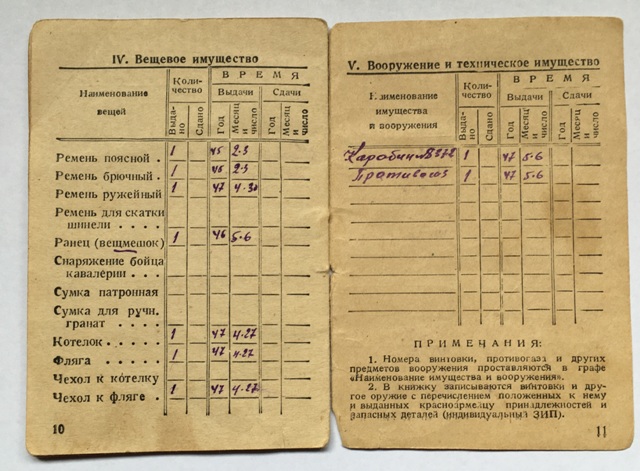 IV. Вещевое имущество
Наименование вещей
Количество
ВРЕМЯ
Выдачи
Сдачи
Выдано
Сдано
Год
Месяц и число
Год
Месяц и число
Ремень поясной . 1 45 2-3
Ремень брючный . 1 45 2-3
Ремень ружейный 1 47 4-30
Ремень для скатки
шинели . . . .
Ранец (вещмешок) 1 46 5-6
Снаряжение бойца
кавалерии . . . .
Сумка патронная
Сумка для ручн.
гранат . . . . .
Котелок . . . . . 1 47 4-27
Фляга . . . . 1 47 4-27
Чехол к котелку
Чехол к фляге . 1 47 4-27
10
V. Вооружение и техническое имущество
Наименование
имущества
и вооружения
Количество
ВРЕМЯ
Выдачи
Сдачи
Выдано
Сдано
Год
Месяц и число
Год
Месяц и число
Каробин 1 47 5-6
Противогаз 1 47 5-6
ПРИМЕЧАНИЯ:
1. Номера винтовки, противогаза и других
предметов вооружения проставляются в графе
«Наименование имущества и вооружения».
2. В книжку записываются винтовки и дру-
гое оружие с перечислением положенных к нему
и выданных красноармейцу принадлежностей и
запасных деталей (индивидуальный ЗИП).
11